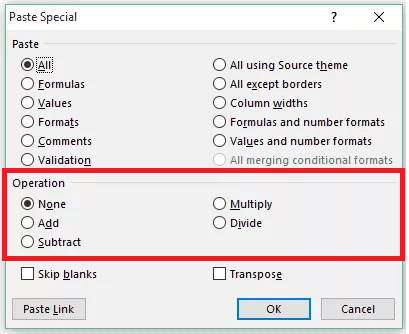 Paste Special
Paste
All
All using Source theme
Formulas
All except borders
Values
Column widths
Formats
Formulas and number formats
Comments
Values and number formats
Validation
All merging conditional formats
Operation
None
Multiply
Add
Divide
Subtract
Skip blanks
Transpose
Paste Link
OK
Cancel